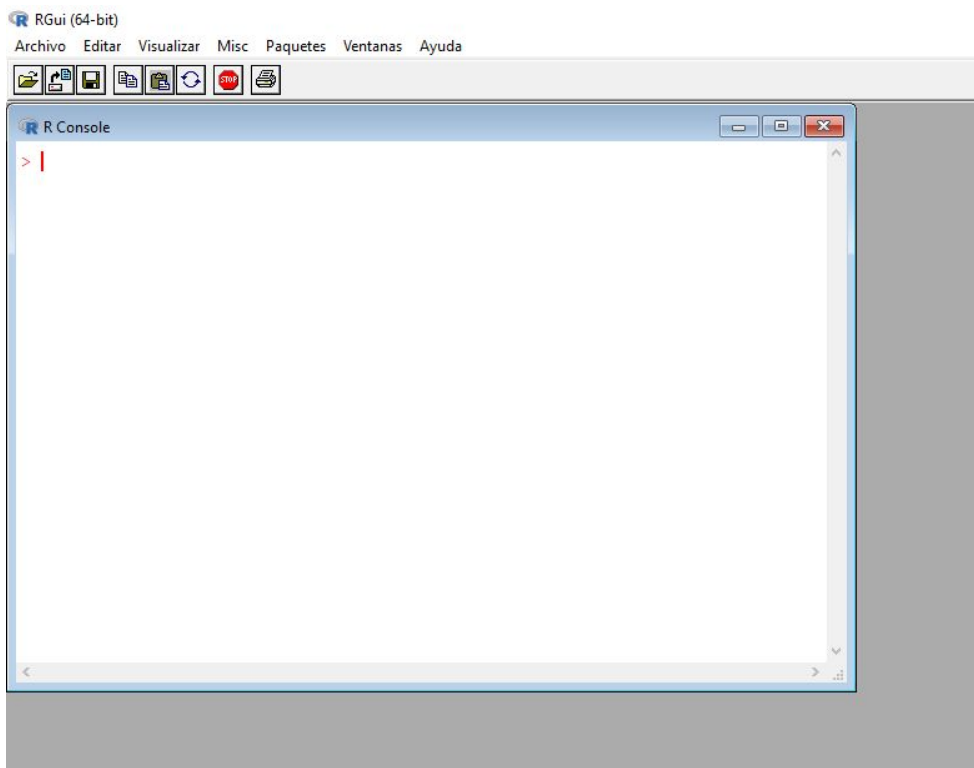 RGui (64-bit)
Archivo Editar Visualizar Misc Paquetes Ventanas Ayuda
STOP
R Console
>